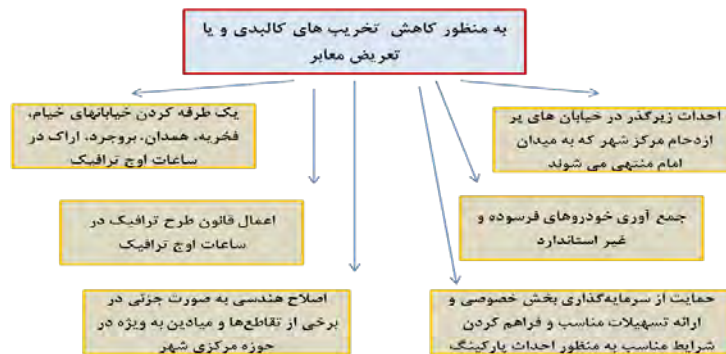 به منظور کاهش تخریب های کالبدی و یا
تعریض معابر
احداث زیرگذر در خیابان های پر
ازدحام مرکز شهر که به میدان
امام منتهی می شوند
یک طرفه کردن خیابانهای خیام،
فخریه، همدان، بروجرد، اراک در
ساعات اوج ترافیک
جمع آوری خودروهای فرسوده و
غیر استاندارد
اعمال قانون طرح ترافیک در
ساعات اوج ترافیک
حمایت از سرمایه‌گذاری بخش خصوصی و
ارائه تسهیلات مناسب و فراهم کردن
شرایط مناسب به منظور احداث پارکینگ
اصلاح هندسی به صورت جزئی در
برخی از تقاطع‌ها و میادین به ویژه در
حوزه مرکزی شهر